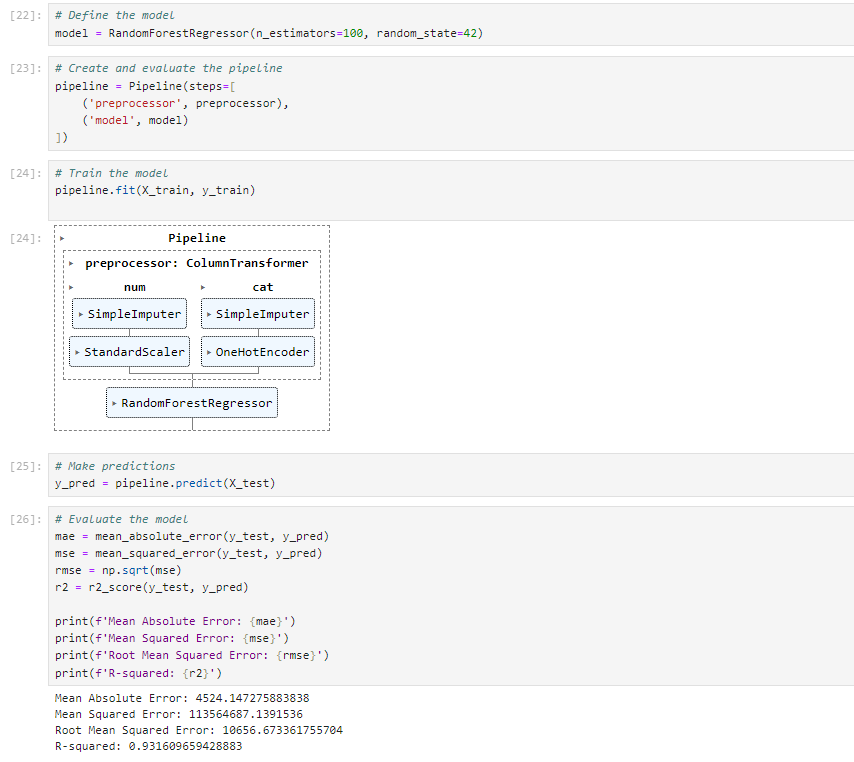 [22]: # Define the model
model = RandomForestRegressor(n_estimators=100, random_state=42)
[23]: # Create and evaluate the pipeline
pipeline = Pipeline(steps=[
    ('preprocessor', preprocessor),
    ('model', model)
])
[24]: # Train the model
pipeline.fit(X_train, y_train)
[24]: Pipeline
preprocessor: ColumnTransformer
num cat
SimpleImputer SimpleImputer
StandardScaler OneHotEncoder
RandomForestRegressor
[25]: # Make predictions
y_pred = pipeline.predict(X_test)
[26]: # Evaluate the model
mae = mean_absolute_error(y_test, y_pred)
mse = mean_squared_error(y_test, y_pred)
rmse = np.sqrt(mse)
r2 = r2_score(y_test, y_pred)
print(f'Mean Absolute Error: {mae}')
print(f'Mean Squared Error: {mse}')
print(f'Root Mean Squared Error: {rmse}')
print(f'R-squared: {r2}')
Mean Absolute Error: 4524.147275883838
Mean Squared Error: 113564687.1391536
Root Mean Squared Error: 10656.673361755704
R-squared: 0.931609659428883